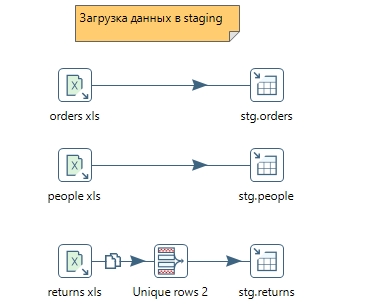 Загрузка данных в staging
orders xls
stg.orders
people xls
stg.people
returns xls
Unique rows 2
stg.returns